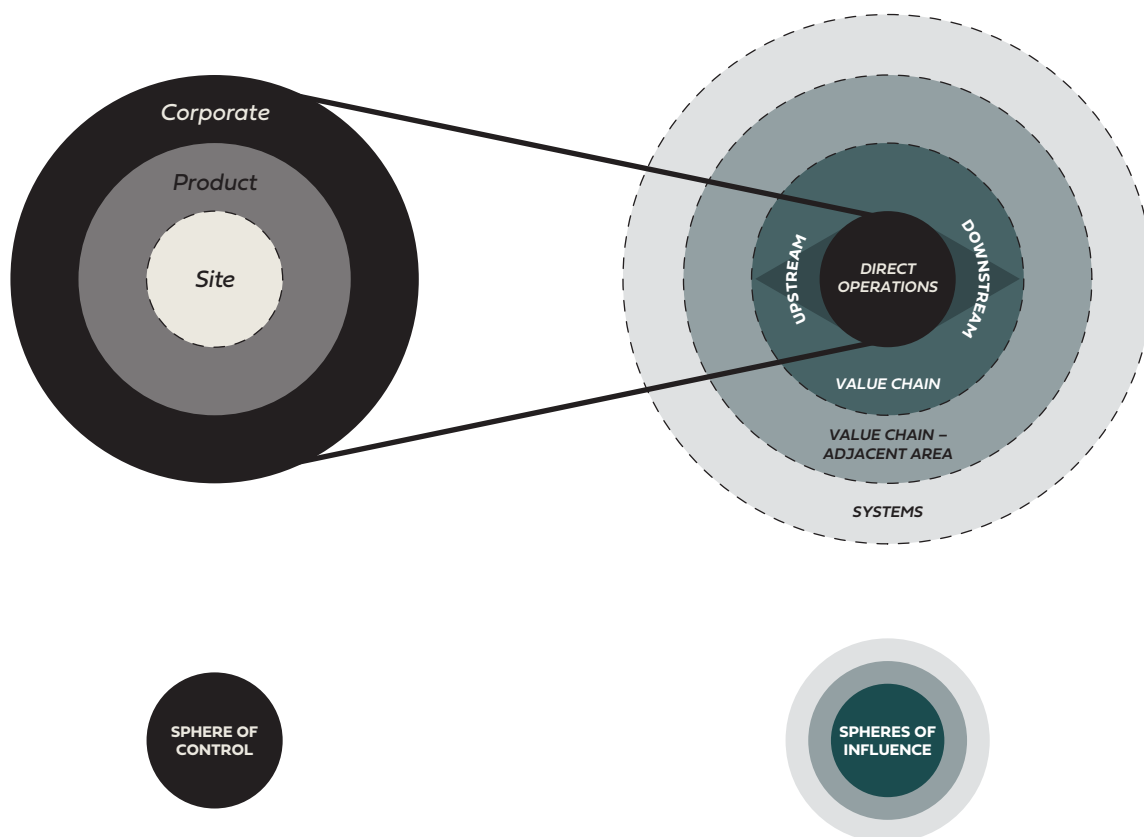 Corporate
Product
Site
UPSTREAM
DIRECT
OPERATIONS
DOWNSTREAM
VALUE CHAIN
VALUE CHAIN –
ADJACENT AREA
SYSTEMS
SPHERE OF
CONTROL
SPHERES OF
INFLUENCE